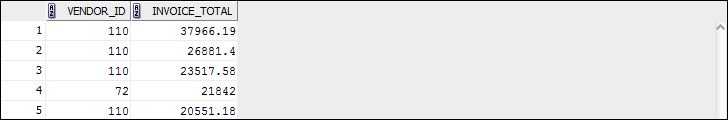 VENDOR_ID INVOICE_TOTAL
1 110 37966.19
2 110 26881.4
3 110 23517.58
4 72 21842
5 110 20551.18